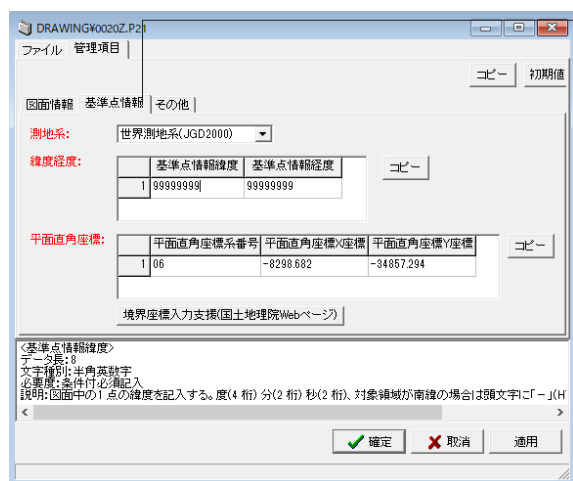 DRAWING¥0020Z.P21
ファイル 管理項目
コピー 初期値
図面情報 基準点情報 その他
測地系: 世界測地系(JGD2000)
緯度経度: 基準点情報緯度 基準点情報経度 コピー
1 99999999 99999999
平面直角座標: 平面直角座標系番号 平面直角座標X座標 平面直角座標Y座標 コピー
1 06 -8298.682 -34857.294
境界座標入力支援(国土地理院Webページ)
<基準点情報緯度>
データ長:8
文字種別:半角英数字
必要度:条件付必須記入
説明:図面中の1点の緯度を記入する。度(4桁)分(2桁)秒(2桁)、対象領域が南緯の場合は頭文字に「-」(H
確定 取消 適用